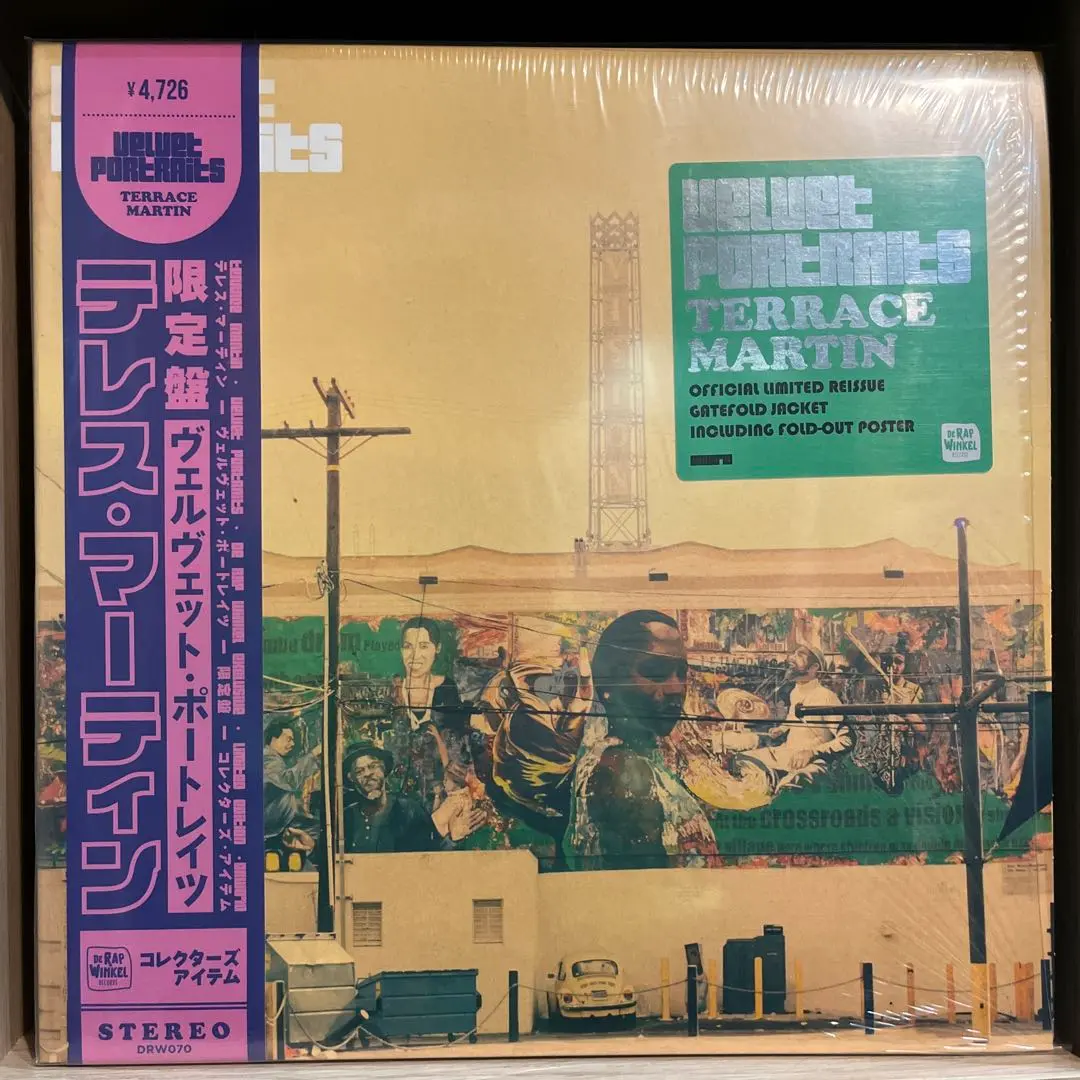 ¥4,726
VELVET
PORTRAITS
TERRACE
MARTIN
限定盤
ヴェルヴェット・ポートレイツ
テレス・マーティン
テレス・マーティン — ヴェルヴェット・ポートレイツ — 限定盤 — コレクターズ・アイテム
DE RAP
WINKEL
RECORDS
コレクターズ
アイテム
STEREO
DRW070
VELVET
PORTRAITS
TERRACE
MARTIN
OFFICIAL LIMITED REISSUE
GATEFOLD JACKET
INCLUDING FOLD-OUT POSTER
DE RAP
WINKEL
RECORDS
its
VISION
drum Played
at the crossroads a vision